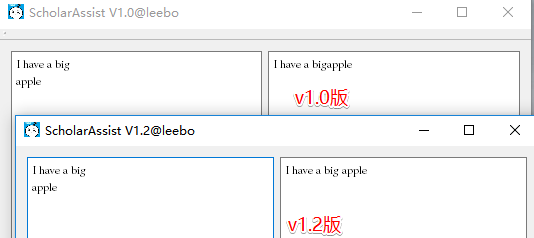 ScholarAssist V1.0@leebo
I have a big
apple
I have a bigapple
v1.0版
ScholarAssist V1.2@leebo
I have a big
apple
I have a big apple
v1.2版